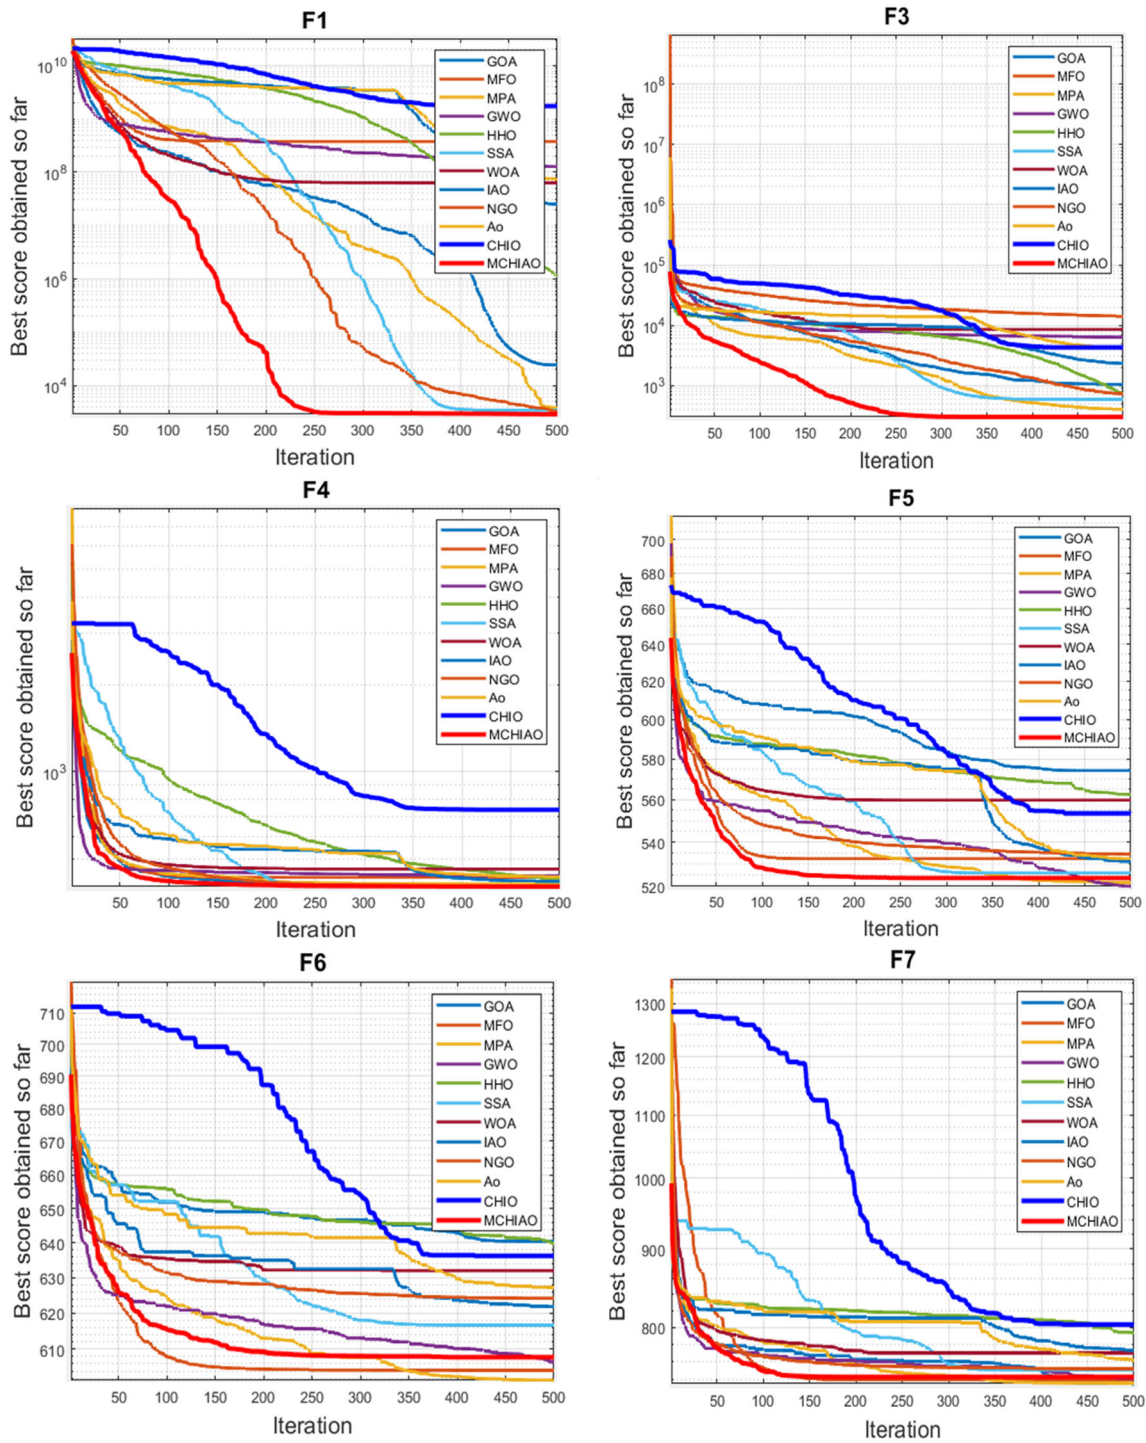 F1
Best score obtained so far
10^10
10^8
10^6
10^4
GOA
MFO
MPA
GWO
HHO
SSA
WOA
IAO
NGO
Ao
CHIO
MCHIAO
50 100 150 200 250 300 350 400 450 500
Iteration
F3
Best score obtained so far
10^8
10^7
10^6
10^5
10^4
10^3
GOA
MFO
MPA
GWO
HHO
SSA
WOA
IAO
NGO
Ao
CHIO
MCHIAO
50 100 150 200 250 300 350 400 450 500
Iteration
F4
Best score obtained so far
10^3
GOA
MFO
MPA
GWO
HHO
SSA
WOA
IAO
NGO
Ao
CHIO
MCHIAO
50 100 150 200 250 300 350 400 450 500
Iteration
F5
Best score obtained so far
700
680
660
640
620
600
580
560
540
520
GOA
MFO
MPA
GWO
HHO
SSA
WOA
IAO
NGO
Ao
CHIO
MCHIAO
50 100 150 200 250 300 350 400 450 500
Iteration
F6
Best score obtained so far
710
700
690
680
670
660
650
640
630
620
610
GOA
MFO
MPA
GWO
HHO
SSA
WOA
IAO
NGO
Ao
CHIO
MCHIAO
50 100 150 200 250 300 350 400 450 500
Iteration
F7
Best score obtained so far
1300
1200
1100
1000
900
800
GOA
MFO
MPA
GWO
HHO
SSA
WOA
IAO
NGO
Ao
CHIO
MCHIAO
50 100 150 200 250 300 350 400 450 500
Iteration